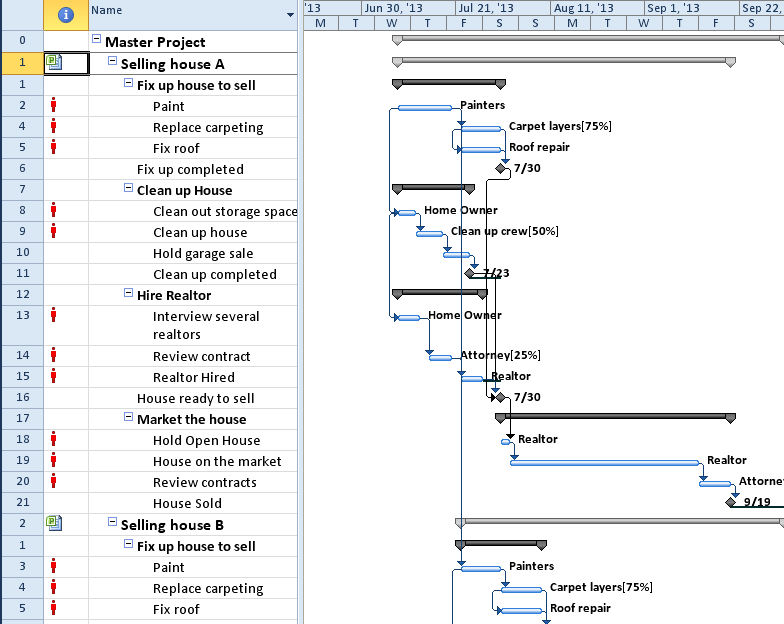 Name
'13 Jun 30, '13 Jul 21, '13 Aug 11, '13 Sep 1, '13 Sep 22,
M T W T F S S M T W T F S
0 Master Project
1 Selling house A
1 Fix up house to sell
2 Paint Painters
4 Replace carpeting Carpet layers[75%]
5 Fix roof Roof repair
6 Fix up completed 7/30
7 Clean up House
8 Clean out storage space Home Owner
9 Clean up house Clean up crew[50%]
10 Hold garage sale
11 Clean up completed 7/23
12 Hire Realtor
13 Interview several Home Owner
realtors
14 Review contract Attorney[25%]
15 Realtor Hired Realtor
16 House ready to sell 7/30
17 Market the house
18 Hold Open House Realtor
19 House on the market Realtor
20 Review contracts Attorney
21 House Sold 9/19
2 Selling house B
1 Fix up house to sell
3 Paint Painters
4 Replace carpeting Carpet layers[75%]
5 Fix roof Roof repair